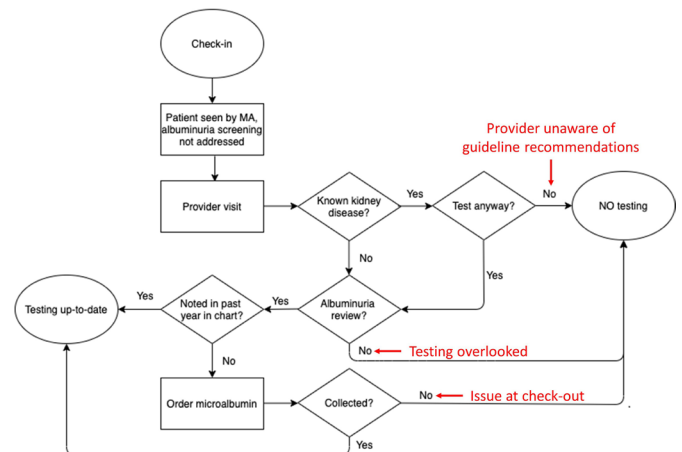 Check-in
Patient seen by MA,
albuminuria screening
not addressed
Provider unaware of
guideline recommendations
Provider visit
Known kidney
disease?
Yes
Test anyway?
No
NO testing
No
Yes
Testing up-to-date
Yes
Noted in past
year in chart?
Yes
Albuminuria
review?
No
Testing overlooked
No
Order microalbumin
Collected?
No
Issue at check-out
Yes